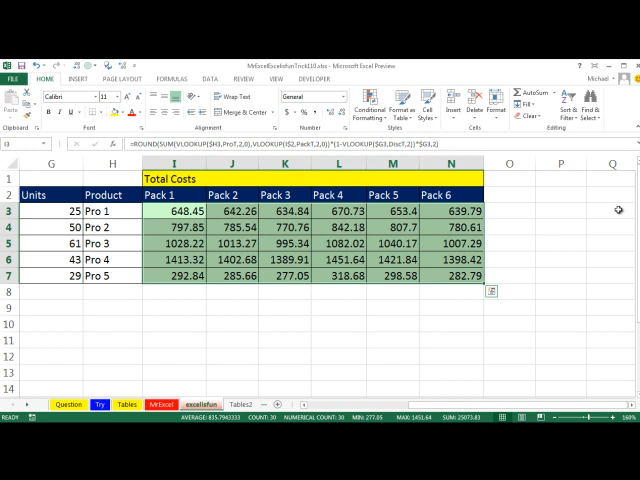 MrExcelExcelisfunTrick110.xlsx - Microsoft Excel Preview
FILE HOME INSERT PAGE LAYOUT FORMULAS DATA REVIEW VIEW DEVELOPER Michael
Calibri 11 Wrap Text General AutoSum
Paste Fill
B I U Merge & Center $ % Conditional Formatting Format as Table Cell Styles Insert Delete Format Clear Sort & Filter Find & Select
Clipboard Font Alignment Number Styles Cells Editing
I3 =ROUND(SUM(VLOOKUP($H3,ProT,2,0),VLOOKUP(I$2,PackT,2,0))*(1-VLOOKUP($G3,DiscT,2))*$G3,2)
G H I J K L M N O P Q
1 Total Costs
2 Units Product Pack 1 Pack 2 Pack 3 Pack 4 Pack 5 Pack 6
3 25 Pro 1 648.45 642.26 634.84 670.73 653.4 639.79
4 50 Pro 2 797.85 785.54 770.76 842.18 807.7 780.61
5 61 Pro 3 1028.22 1013.27 995.34 1082.02 1040.17 1007.29
6 43 Pro 4 1413.32 1402.68 1389.91 1451.64 1421.84 1398.42
7 29 Pro 5 292.84 285.66 277.05 318.68 298.58 282.79
8
9
10
11
12
13
14
Question Try Tables MrExcel excelisfun Tables2 ...
READY AVERAGE: 835.7943333 COUNT: 30 NUMERICAL COUNT: 30 MIN: 277.05 MAX: 1451.64 SUM: 25073.83 160%